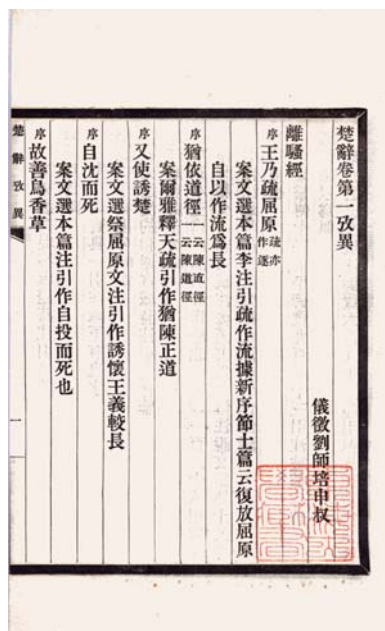 楚辭卷第一攷異
儀徵劉師培申叔
離騷經
序王乃疏屈原疏亦作逐
案文選本篇李注引疏作流據新序節士篇云復放屈原
自以作流爲長
序猶依道徑一云陳直徑一云陳道徑
案爾雅釋天疏引作猶陳正道
序又使誘楚
案文選祭屈原文注引作誘懷王義較長
序自沈而死
案文選本篇注引作自投而死也
序故善鳥香草
楚辭攷異
一